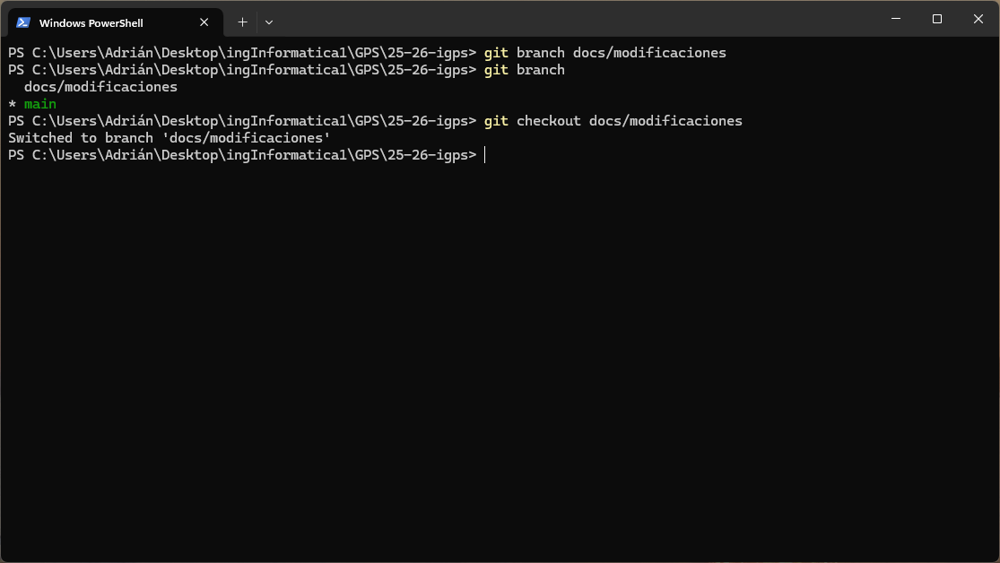 Windows PowerShell
PS C:\Users\Adrián\Desktop\ingInformatica1\GPS\25-26-igps> git branch docs/modificaciones
PS C:\Users\Adrián\Desktop\ingInformatica1\GPS\25-26-igps> git branch
  docs/modificaciones
* main
PS C:\Users\Adrián\Desktop\ingInformatica1\GPS\25-26-igps> git checkout docs/modificaciones
Switched to branch 'docs/modificaciones'
PS C:\Users\Adrián\Desktop\ingInformatica1\GPS\25-26-igps>